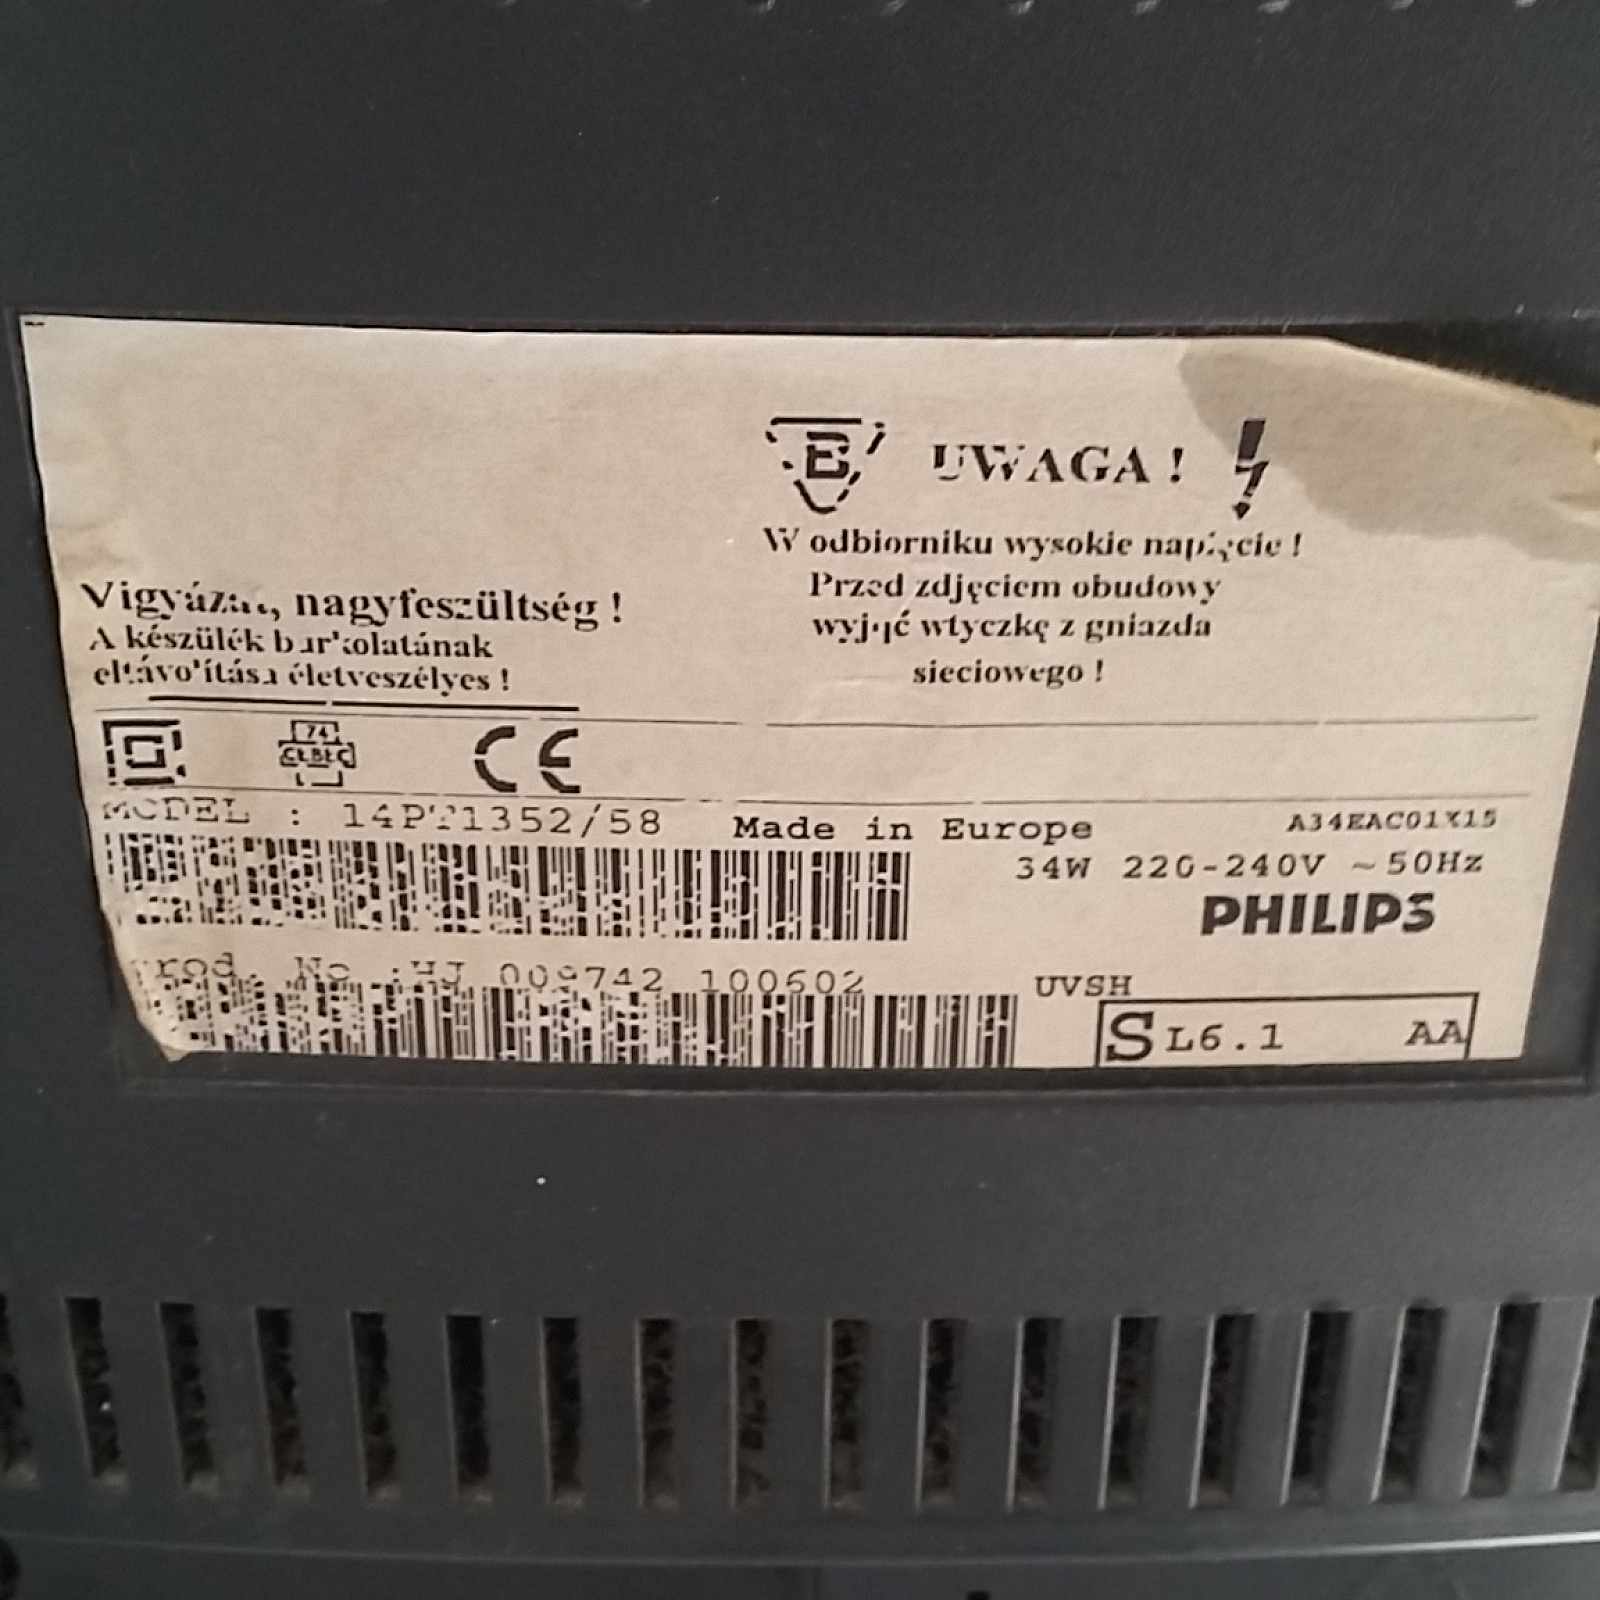 B UWAGA !
W odbiorniku wysokie napięcie !
Przed zdjęciem obudowy
wyjąć wtyczkę z gniazda
sieciowego !
Vigyázat, nagyfeszültség !
A készülék burkolatának
eltávolítása életveszélyes !
74
CE
MODEL : 14PT1352/58 Made in Europe A34EAC01X15
34W 220-240V ~50Hz
PHILIPS
Prod. No.:HJ 009742 100602 UVSH
S L6.1 AA